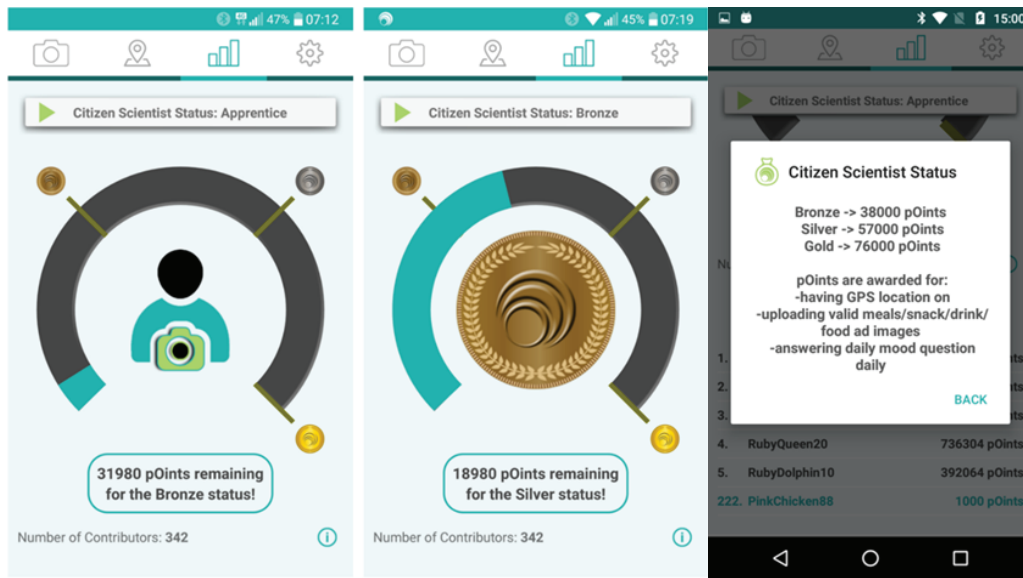 47% 07:12
Citizen Scientist Status: Apprentice
31980 pOints remaining
for the Bronze status!
Number of Contributors: 342
45% 07:19
Citizen Scientist Status: Bronze
18980 pOints remaining
for the Silver status!
Number of Contributors: 342
15:00
Citizen Scientist Status: Apprentice
Citizen Scientist Status
Bronze -> 38000 pOints
Silver -> 57000 pOints
Gold -> 76000 pOints
pOints are awarded for:
-having GPS location on
-uploading valid meals/snack/drink/
food ad images
-answering daily mood question
daily
BACK
1.
2.
3.
4. RubyQueen20 736304 pOints
5. RubyDolphin10 392064 pOints
222. PinkChicken88 1000 pOints